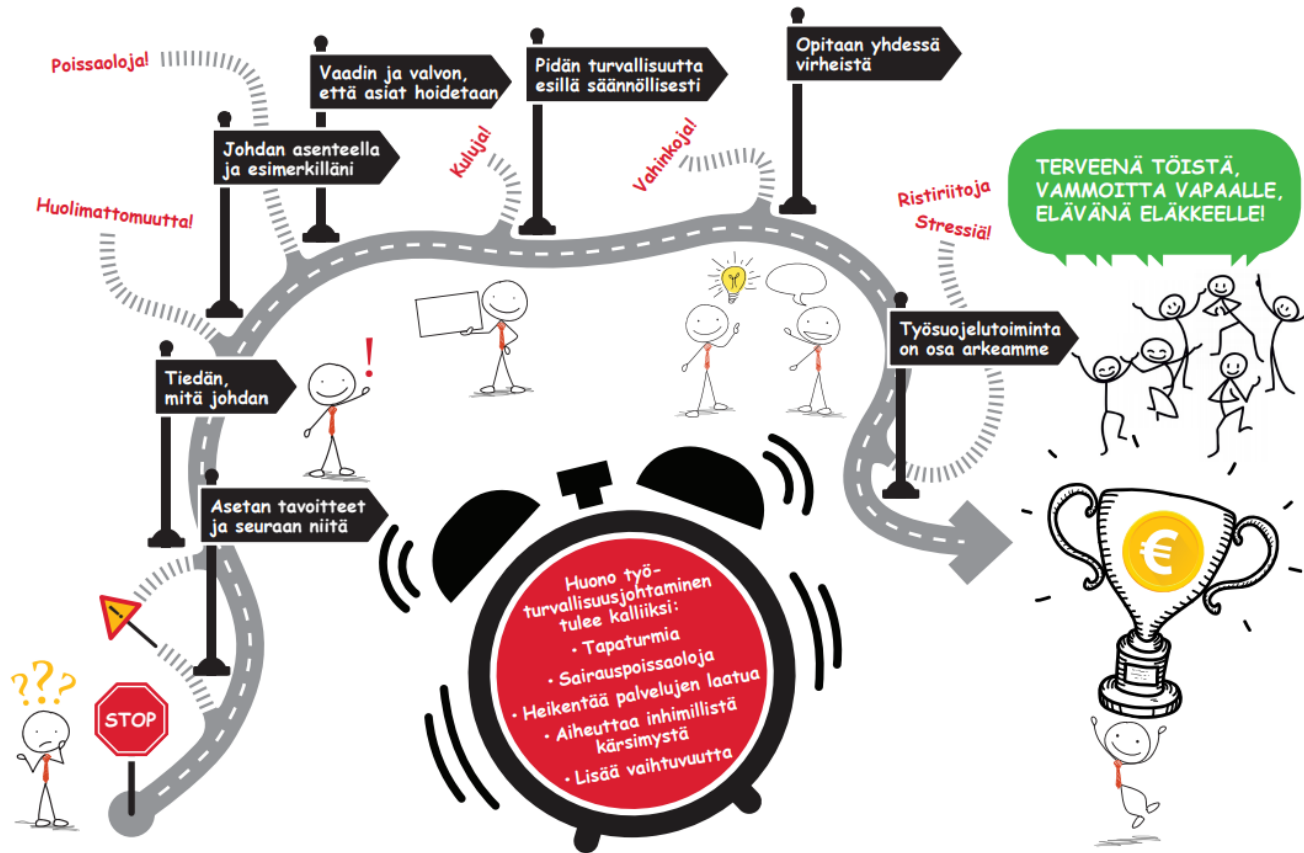 Poissaoloja!
Vaadin ja valvon,
että asiat hoidetaan
Pidän turvallisuutta
esillä säännöllisesti
Opitaan yhdessä
virheistä
Johdan asenteella
ja esimerkilläni
Kuluja!
Vahinkoja!
Huolimattomuutta!
Ristiriitoja
Stressiä!
TERVEENÄ TÖISTÄ,
VAMMOITTA VAPAALLE,
ELÄVÄNÄ ELÄKKEELLE!
Työsuojelutoiminta
on osa arkeamme
Tiedän,
mitä johdan
!
Asetan tavoitteet
ja seuraan niitä
!
???
STOP
Huono työ-
turvallisuusjohtaminen
tulee kalliiksi:
• Tapaturmia
• Sairauspoissaoloja
• Heikentää palvelujen laatua
• Aiheuttaa inhimillistä
kärsimystä
• Lisää vaihtuvuutta
€